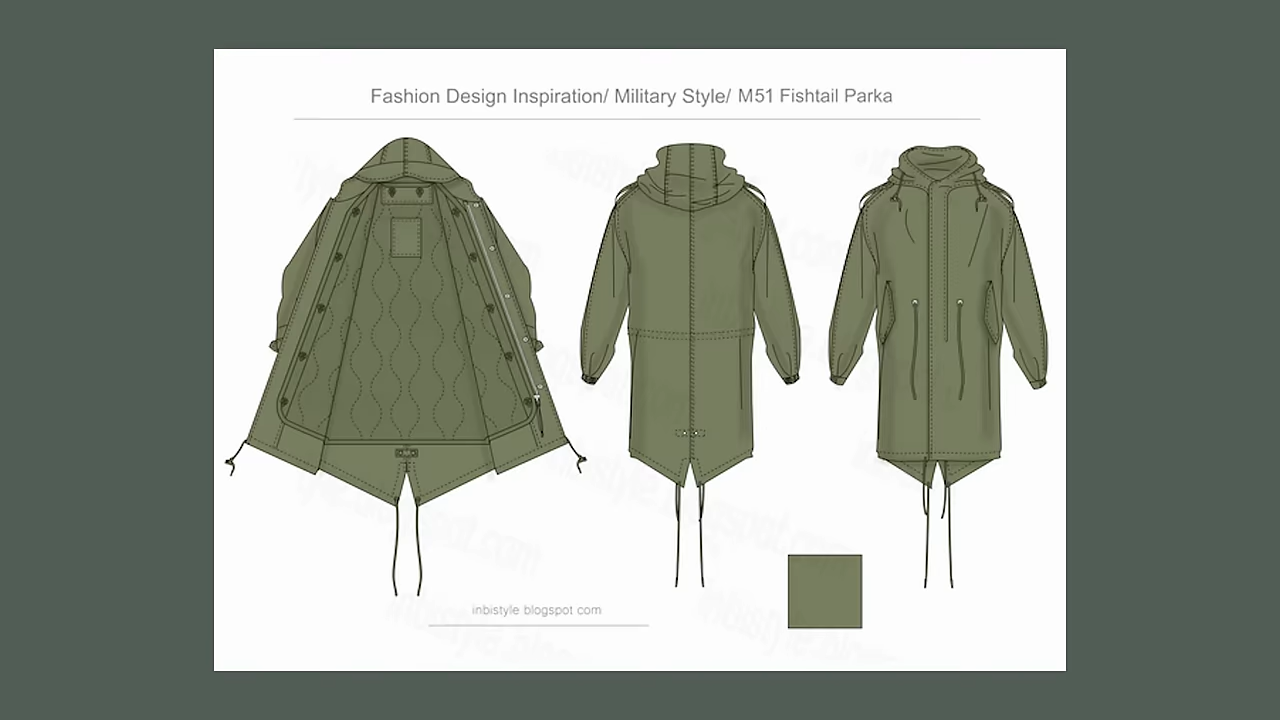 Fashion Design Inspiration/ Military Style/ M51 Fishtail Parka
inbistyle blogspot com